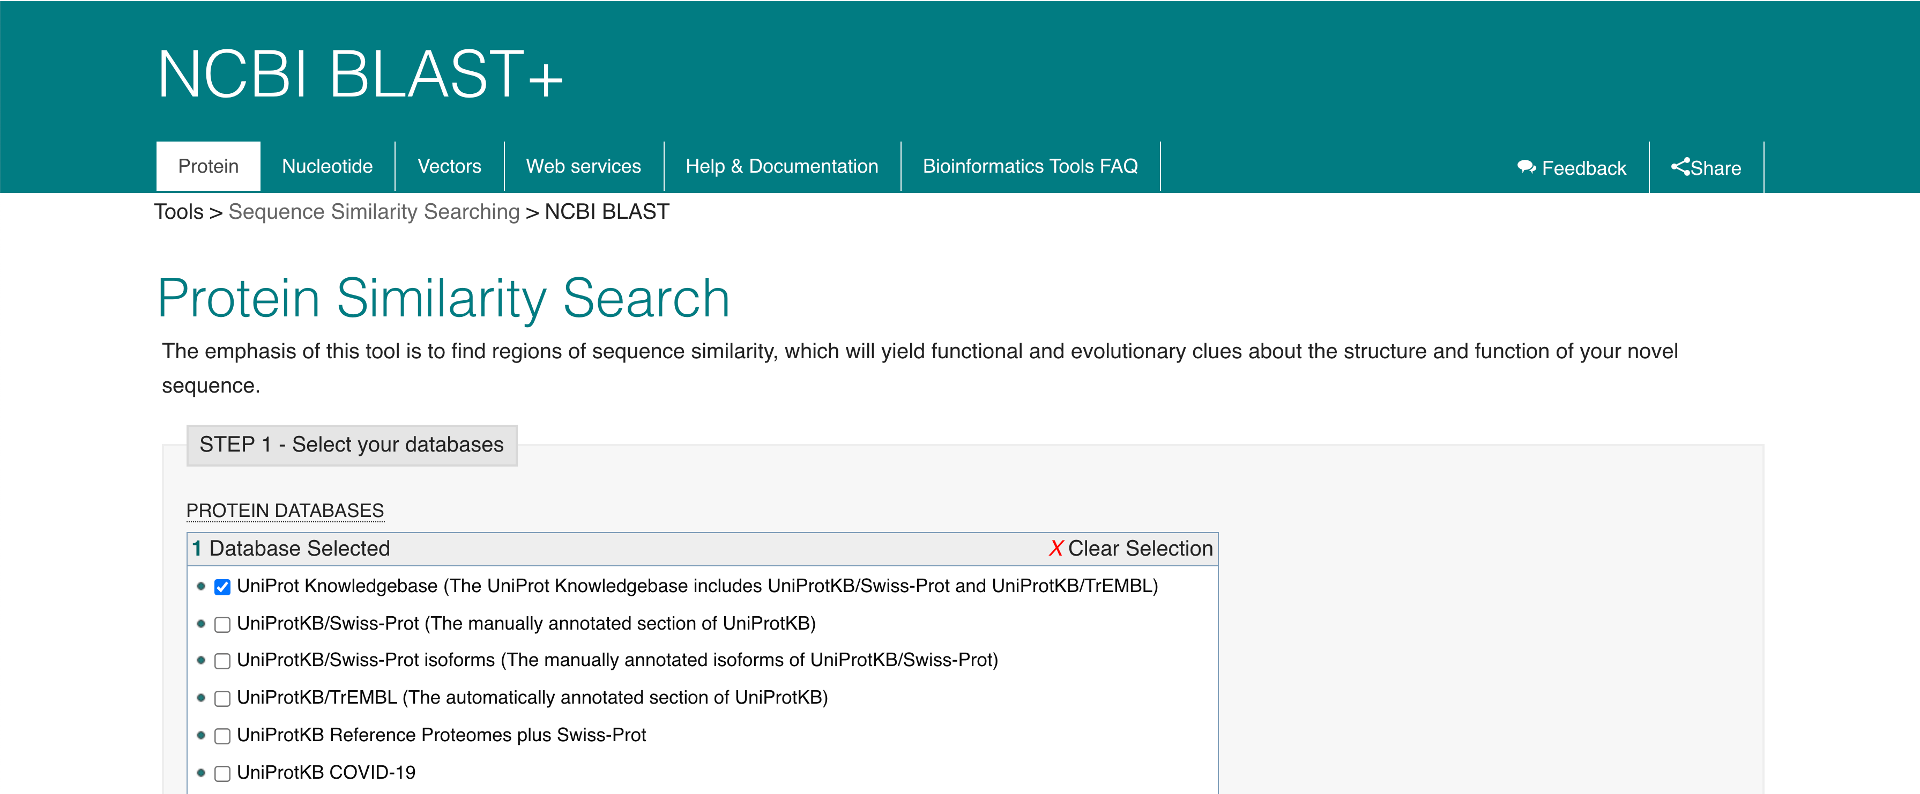 NCBI BLAST+
Protein
Nucleotide
Vectors
Web services
Help & Documentation
Bioinformatics Tools FAQ
Feedback
Share
Tools > Sequence Similarity Searching > NCBI BLAST
Protein Similarity Search
The emphasis of this tool is to find regions of sequence similarity, which will yield functional and evolutionary clues about the structure and function of your novel
sequence.
STEP 1 - Select your databases
PROTEIN DATABASES
1 Database Selected
X Clear Selection
UniProt Knowledgebase (The UniProt Knowledgebase includes UniProtKB/Swiss-Prot and UniProtKB/TrEMBL)
UniProtKB/Swiss-Prot (The manually annotated section of UniProtKB)
UniProtKB/Swiss-Prot isoforms (The manually annotated isoforms of UniProtKB/Swiss-Prot)
UniProtKB/TrEMBL (The automatically annotated section of UniProtKB)
UniProtKB Reference Proteomes plus Swiss-Prot
UniProtKB COVID-19